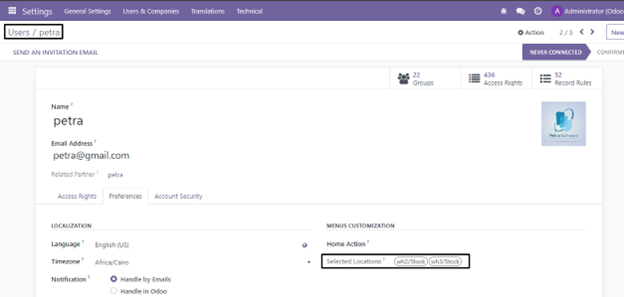 Settings General Settings Users & Companies Translations Technical Administrator (Odoo
Users / petra Action 2 / 3 New
SEND AN INVITATION EMAIL NEVER CONNECTED CONFIRME
22 Groups 436 Access Rights 52 Record Rules
Name ?
petra
Email Address ?
petra@gmail.com
Related Partner ? petra
Petra Software
Access Rights Preferences Account Security
LOCALIZATION MENUS CUSTOMIZATION
Language ? English (US) Home Action ?
Timezone ? Africa/Cairo Selected Locations ? wh2/Stock wh3/Stock
Notification ? Handle by Emails
Handle in Odoo